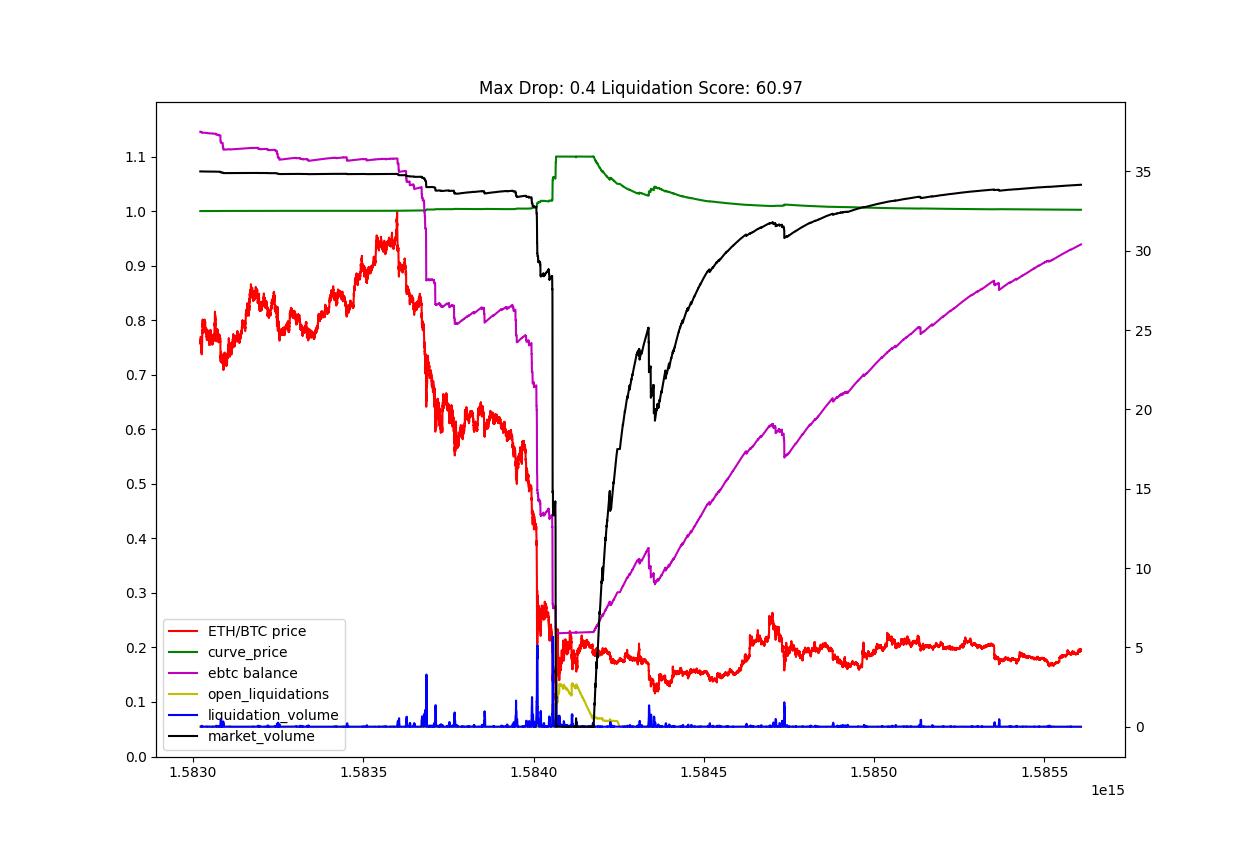 Max Drop: 0.4 Liquidation Score: 60.97
1.1
1.0
0.9
0.8
0.7
0.6
0.5
0.4
0.3
0.2
0.1
0.0
35
30
25
20
15
10
5
0
ETH/BTC price
curve_price
ebtc balance
open_liquidations
liquidation_volume
market_volume
1.5830 1.5835 1.5840 1.5845 1.5850 1.5855
1e15